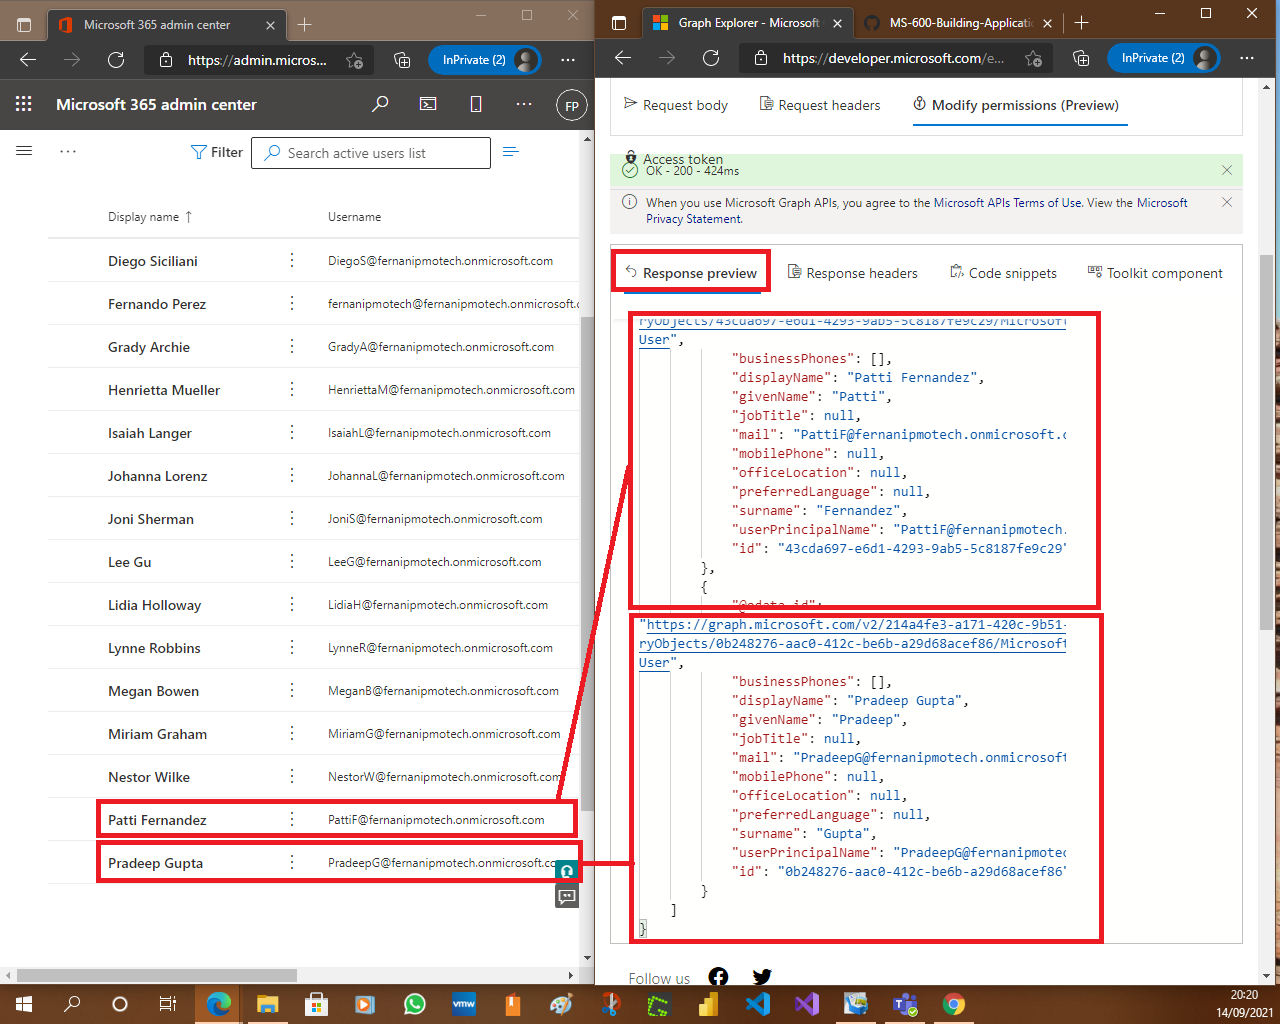 Microsoft 365 admin center
https://admin.micros...
InPrivate (2)
Microsoft 365 admin center
FP
Filter
Search active users list
Display name ↑
Username
Diego Siciliani
DiegoS@fernanipmotech.onmicrosoft.com
Fernando Perez
fernanipmotech@fernanipmotech.onmicrosoft.c
Grady Archie
GradyA@fernanipmotech.onmicrosoft.com
Henrietta Mueller
HenriettaM@fernanipmotech.onmicrosoft.com
Isaiah Langer
IsaiahL@fernanipmotech.onmicrosoft.com
Johanna Lorenz
JohannaL@fernanipmotech.onmicrosoft.com
Joni Sherman
JoniS@fernanipmotech.onmicrosoft.com
Lee Gu
LeeG@fernanipmotech.onmicrosoft.com
Lidia Holloway
LidiaH@fernanipmotech.onmicrosoft.com
Lynne Robbins
LynneR@fernanipmotech.onmicrosoft.com
Megan Bowen
MeganB@fernanipmotech.onmicrosoft.com
Miriam Graham
MiriamG@fernanipmotech.onmicrosoft.com
Nestor Wilke
NestorW@fernanipmotech.onmicrosoft.com
Patti Fernandez
PattiF@fernanipmotech.onmicrosoft.com
Pradeep Gupta
PradeepG@fernanipmotech.onmicrosoft.co
Graph Explorer - Microsoft
MS-600-Building-Applicatio
https://developer.microsoft.com/e...
InPrivate (2)
Request body
Request headers
Modify permissions (Preview)
Access token
OK - 200 - 424ms
When you use Microsoft Graph APIs, you agree to the Microsoft APIs Terms of Use. View the Microsoft
Privacy Statement.
Response preview
Response headers
Code snippets
Toolkit component
ryObjects/43cda697-e6d1-4293-9ab5-5c8187fe9c29/Microsoft
User",
"businessPhones": [],
"displayName": "Patti Fernandez",
"givenName": "Patti",
"jobTitle": null,
"mail": "PattiF@fernanipmotech.onmicrosoft.c
"mobilePhone": null,
"officeLocation": null,
"preferredLanguage": null,
"surname": "Fernandez",
"userPrincipalName": "PattiF@fernanipmotech.
"id": "43cda697-e6d1-4293-9ab5-5c8187fe9c29"
},
{
"@odata.id":
"https://graph.microsoft.com/v2/214a4fe3-a171-420c-9b51-
ryObjects/0b248276-aac0-412c-be6b-a29d68acef86/Microsoft
User",
"businessPhones": [],
"displayName": "Pradeep Gupta",
"givenName": "Pradeep",
"jobTitle": null,
"mail": "PradeepG@fernanipmotech.onmicrosoft
"mobilePhone": null,
"officeLocation": null,
"preferredLanguage": null,
"surname": "Gupta",
"userPrincipalName": "PradeepG@fernanipmotec
"id": "0b248276-aac0-412c-be6b-a29d68acef86"
}
]
}
Follow us
vmw
20:20
14/09/2021